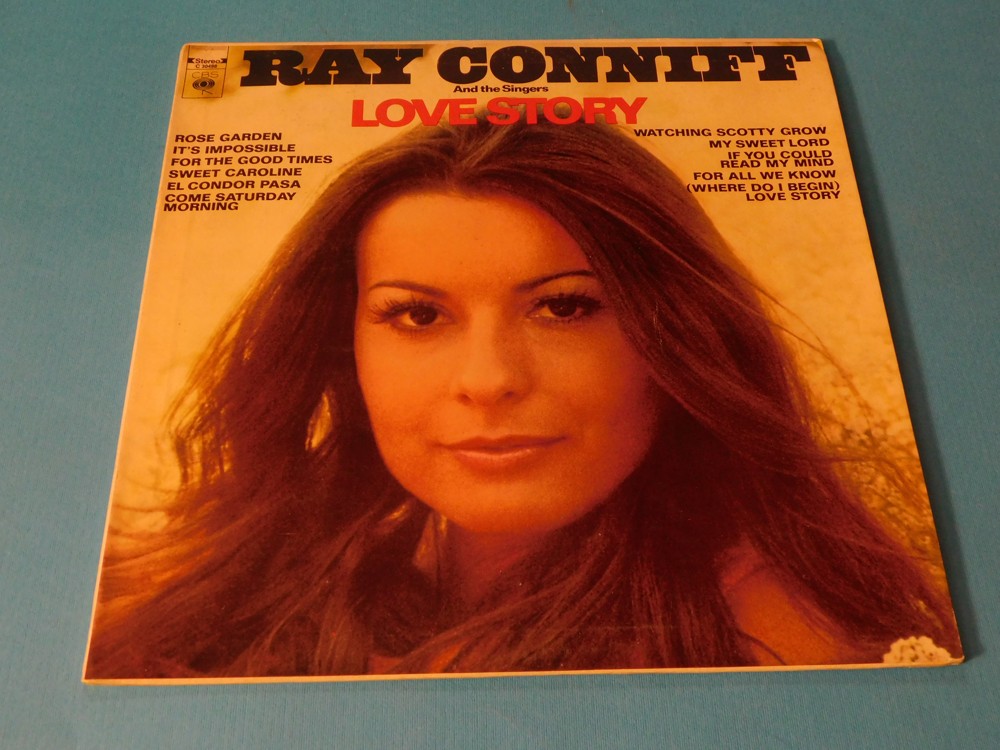 Stereo
C 30498
CBS
RAY CONNIFF
And the Singers
LOVE STORY
ROSE GARDEN
IT'S IMPOSSIBLE
FOR THE GOOD TIMES
SWEET CAROLINE
EL CONDOR PASA
COME SATURDAY
MORNING
WATCHING SCOTTY GROW
MY SWEET LORD
IF YOU COULD
READ MY MIND
FOR ALL WE KNOW
(WHERE DO I BEGIN)
LOVE STORY